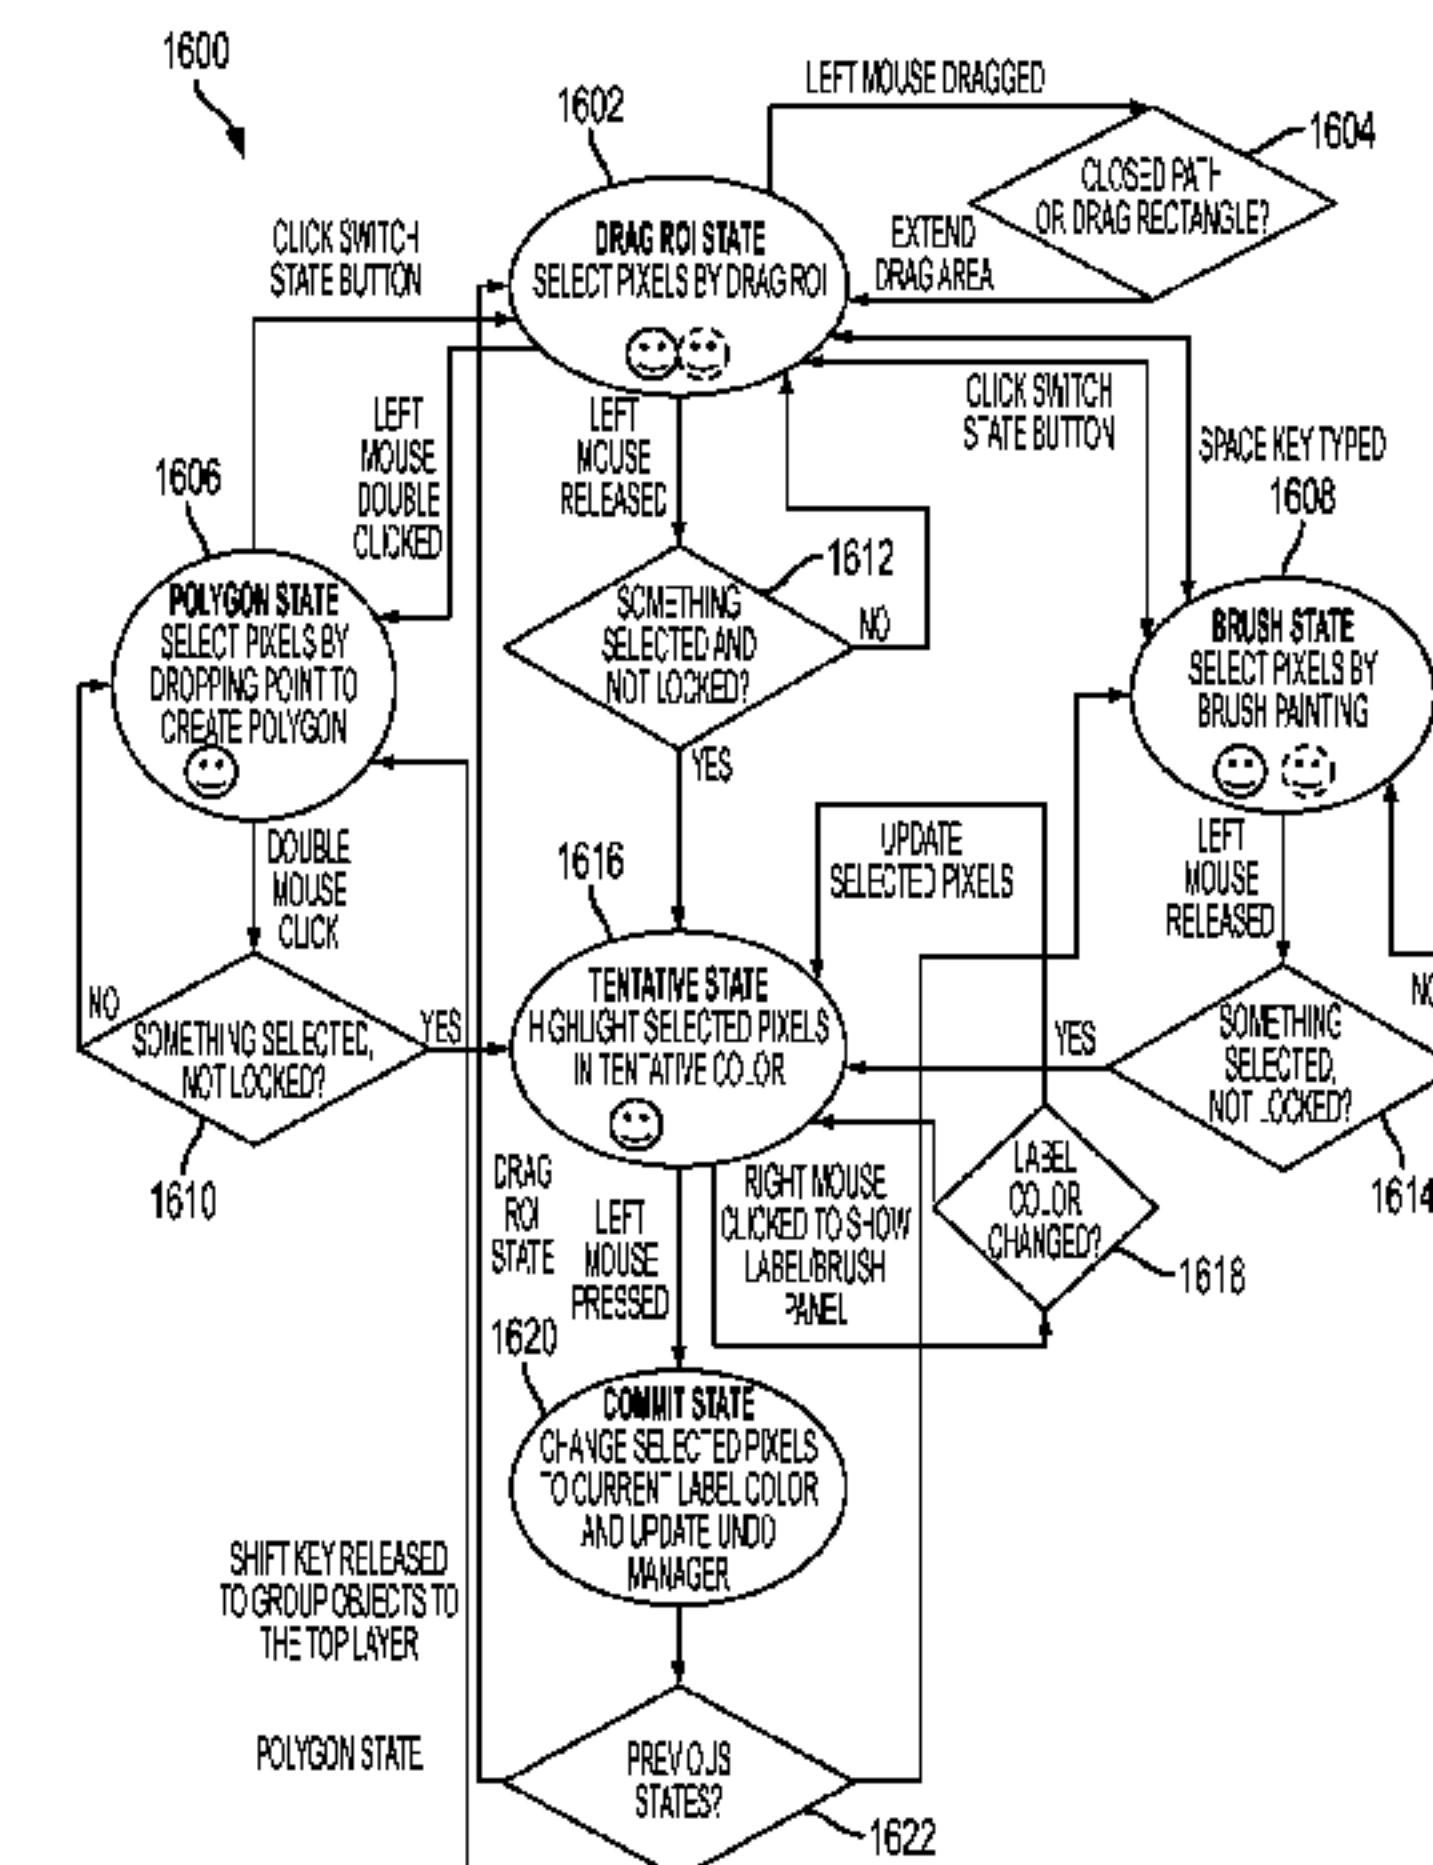 1600
LEFT MOUSE DRAGGED
1602
1604
CLOSED PATH
OR DRAG RECTANGLE?
CLICK SWITCH
STATE BUTTON
DRAG ROI STATE
SELECT PIXELS BY DRAG ROI
EXTEND
DRAG AREA
LEFT
MOUSE
DOUBLE
CLICKED
LEFT
MOUSE
RELEASED
CLICK SWITCH
STATE BUTTON
SPACE KEY TYPED
1606
1608
1612
POLYGON STATE
SELECT PIXELS BY
DROPPING POINT TO
CREATE POLYGON
SOMETHING
SELECTED AND
NOT LOCKED?
NO
BRUSH STATE
SELECT PIXELS BY
BRUSH PAINTING
YES
DOUBLE
MOUSE
CLICK
1616
UPDATE
SELECTED PIXELS
LEFT
MOUSE
RELEASED
NO
SOMETHING SELECTED,
NOT LOCKED?
YES
TENTATIVE STATE
HIGHLIGHT SELECTED PIXELS
IN TENTATIVE COLOR
YES
SOMETHING
SELECTED,
NOT LOCKED?
NO
1610
DRAG
ROI
STATE
LEFT
MOUSE
PRESSED
RIGHT MOUSE
CLICKED TO SHOW
LABEL/BRUSH
PANEL
LABEL
COLOR
CHANGED?
1614
1618
1620
COMMIT STATE
CHANGE SELECTED PIXELS
TO CURRENT LABEL COLOR
AND UPDATE UNDO
MANAGER
SHIFT KEY RELEASED
TO GROUP OBJECTS TO
THE TOP LAYER
POLYGON STATE
PREVIOUS
STATES?
1622